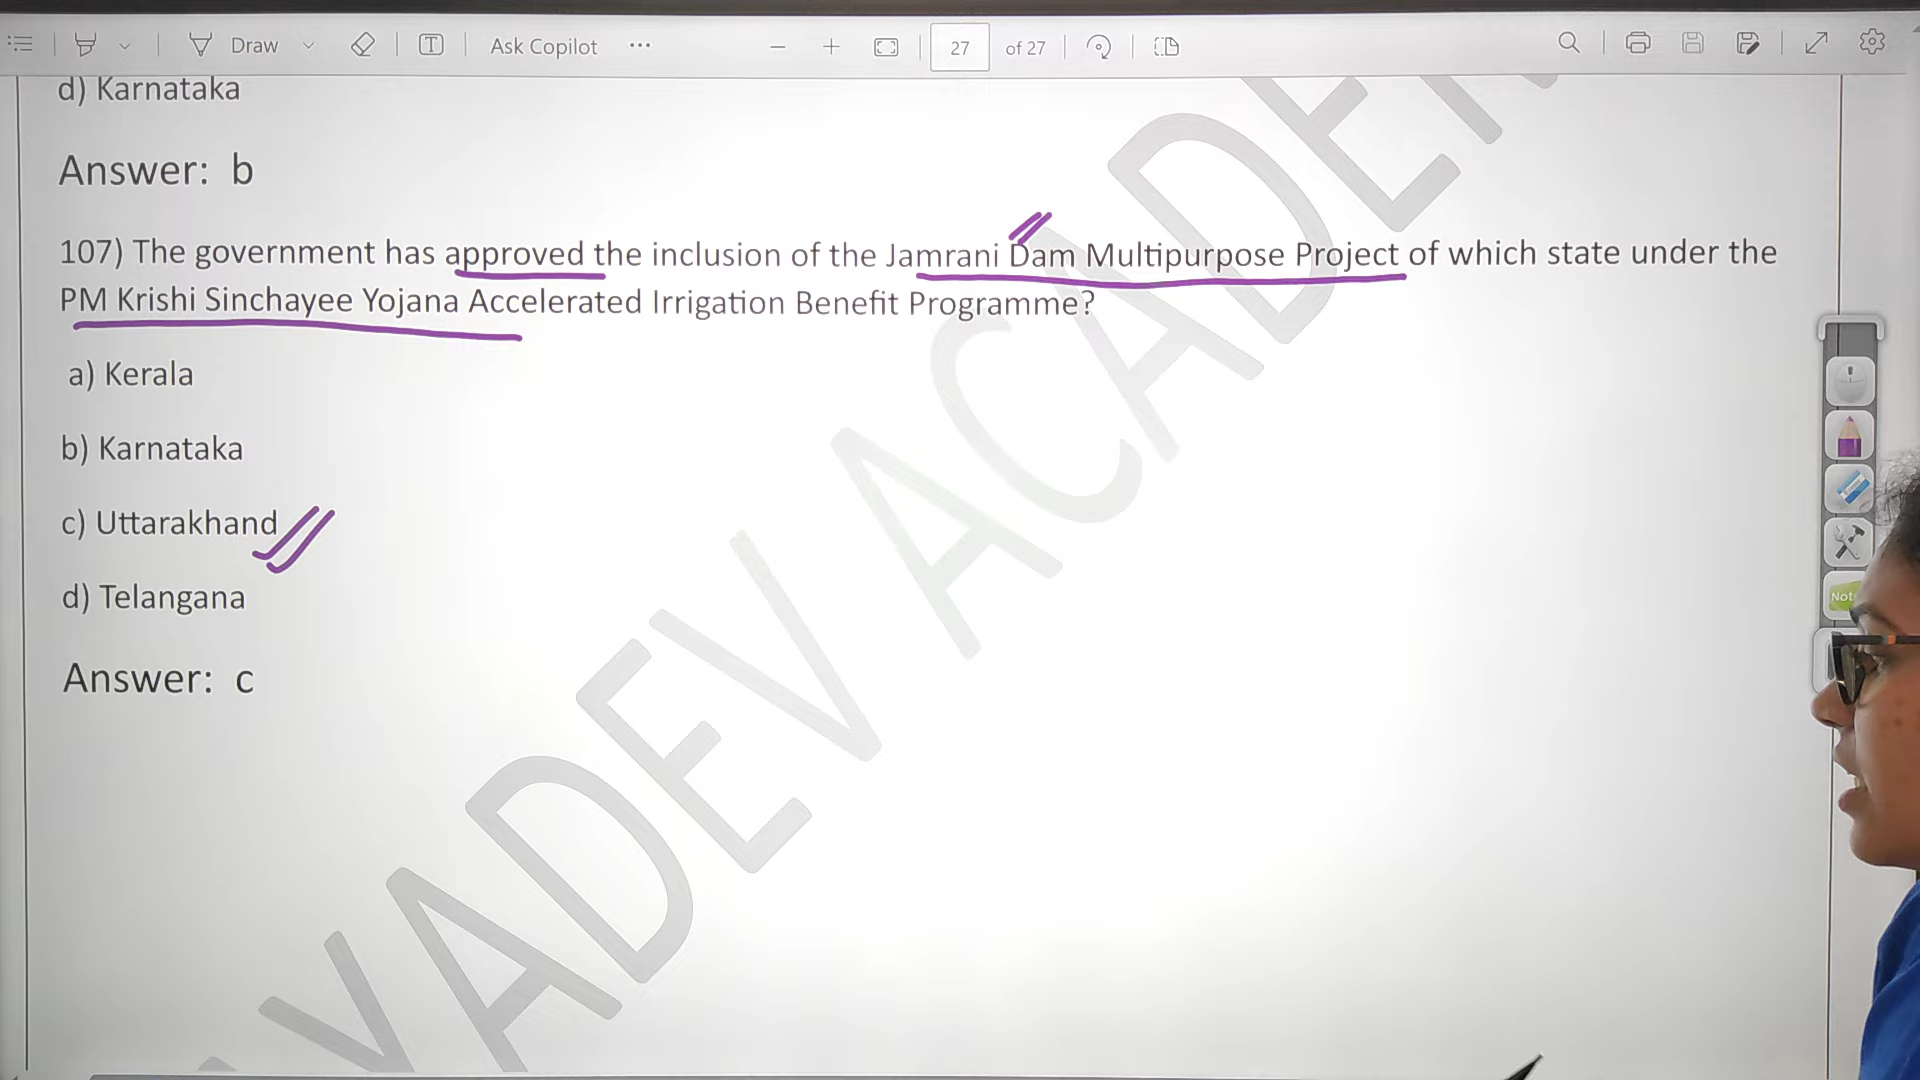 Draw
T
Ask Copilot
27
of 27
d) Karnataka
Answer: b
107) The government has approved the inclusion of the Jamrani Dam Multipurpose Project of which state under the
PM Krishi Sinchayee Yojana Accelerated Irrigation Benefit Programme?
a) Kerala
b) Karnataka
c) Uttarakhand
d) Telangana
Answer: c